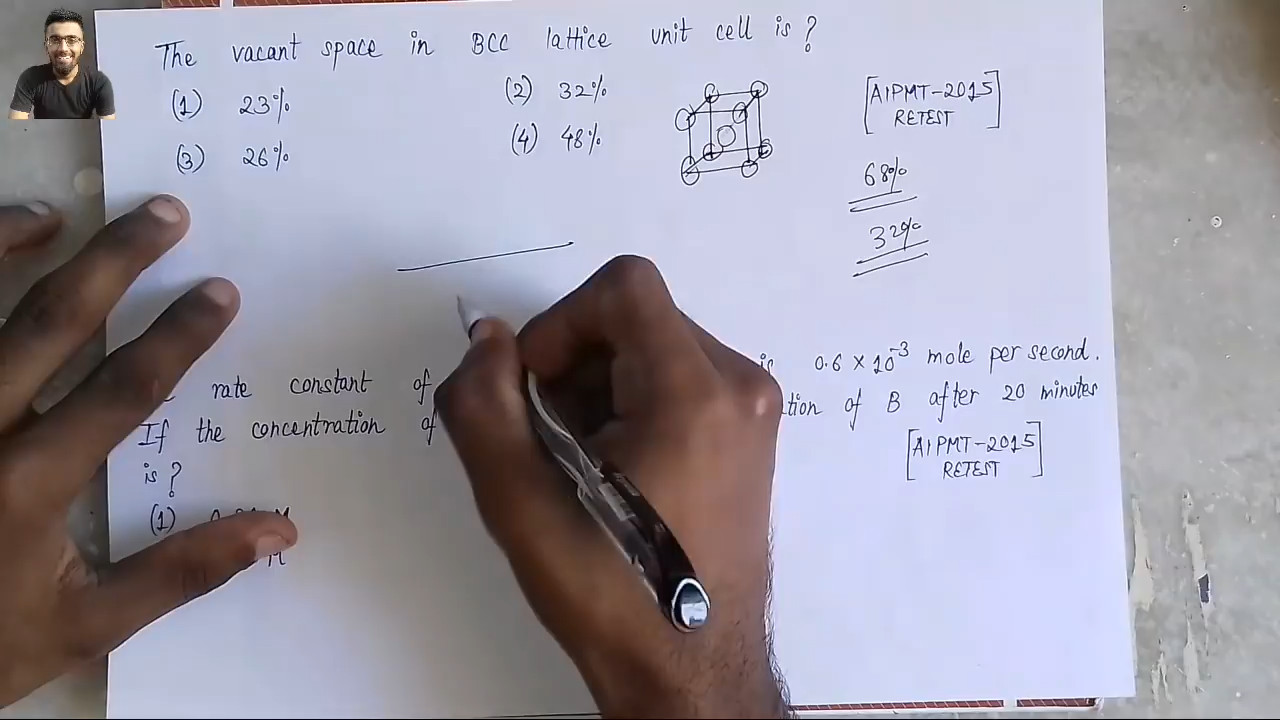 The vacant space in BCC lattice unit cell is ?
(1) 23% (2) 32%
(3) 26% (4) 48%
[AIPMT-2015
RETEST]
68%
32%
rate constant of is 0.6 × 10⁻³ mole per second.
If the concentration of of B after 20 minutes
is ?
[AIPMT-2015
RETEST]
(1) M
M